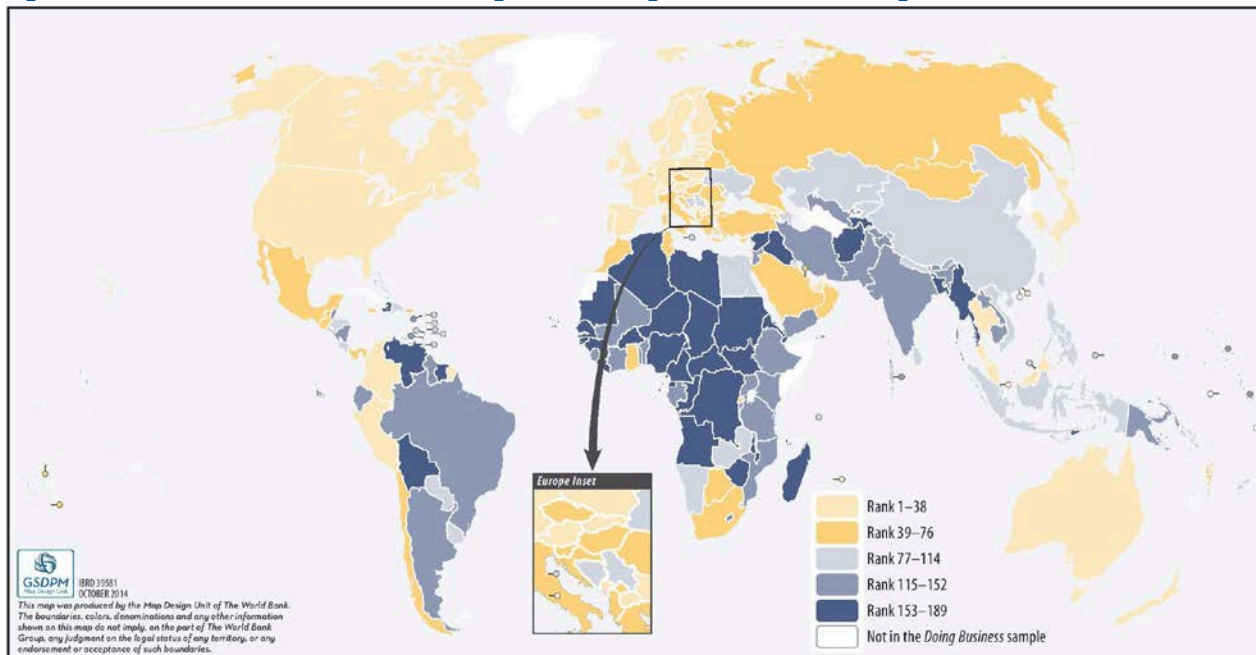 Europe Inset
Rank 1–38
Rank 39–76
Rank 77–114
Rank 115–152
Rank 153–189
Not in the Doing Business sample
GSDPM
Map Design Unit
IBRD 39581
OCTOBER 2014
This map was produced by the Map Design Unit of The World Bank.
The boundaries, colors, denominations and any other information
shown on this map do not imply, on the part of The World Bank
Group, any judgment on the legal status of any territory, or any
endorsement or acceptance of such boundaries.